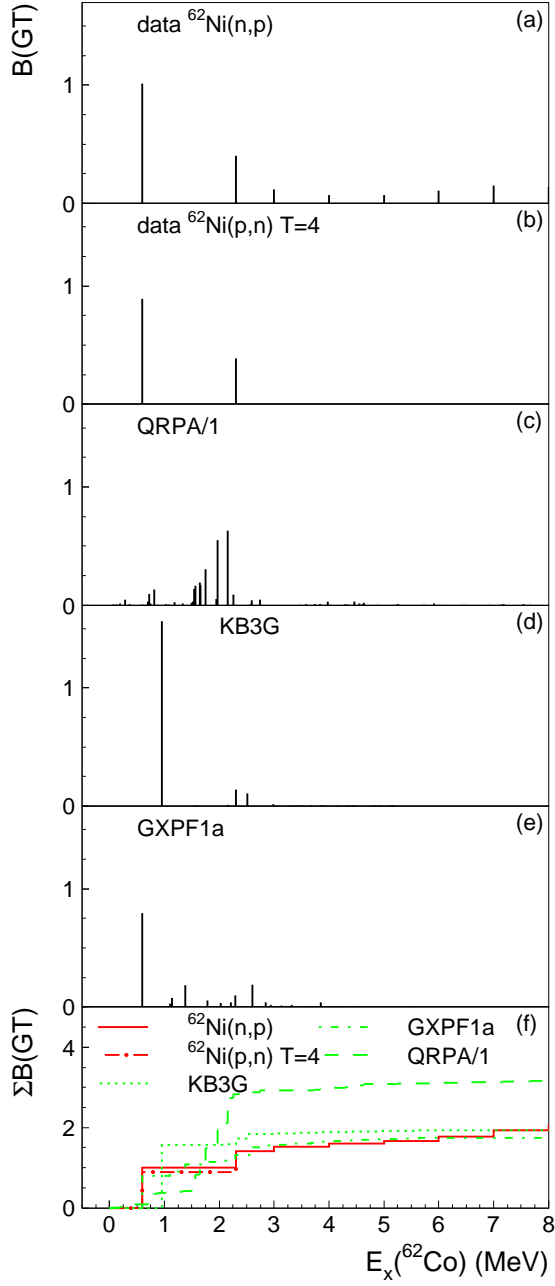 B(GT)
data ⁶²Ni(n,p)
(a)
1
0
data ⁶²Ni(p,n) T=4
(b)
1
0
QRPA/1
(c)
1
0
KB3G
(d)
1
0
GXPF1a
(e)
1
0
ΣB(GT)
⁶²Ni(n,p)
GXPF1a
(f)
⁶²Ni(p,n) T=4
QRPA/1
KB3G
4
2
0
0 1 2 3 4 5 6 7 8
Eₓ(⁶²Co) (MeV)